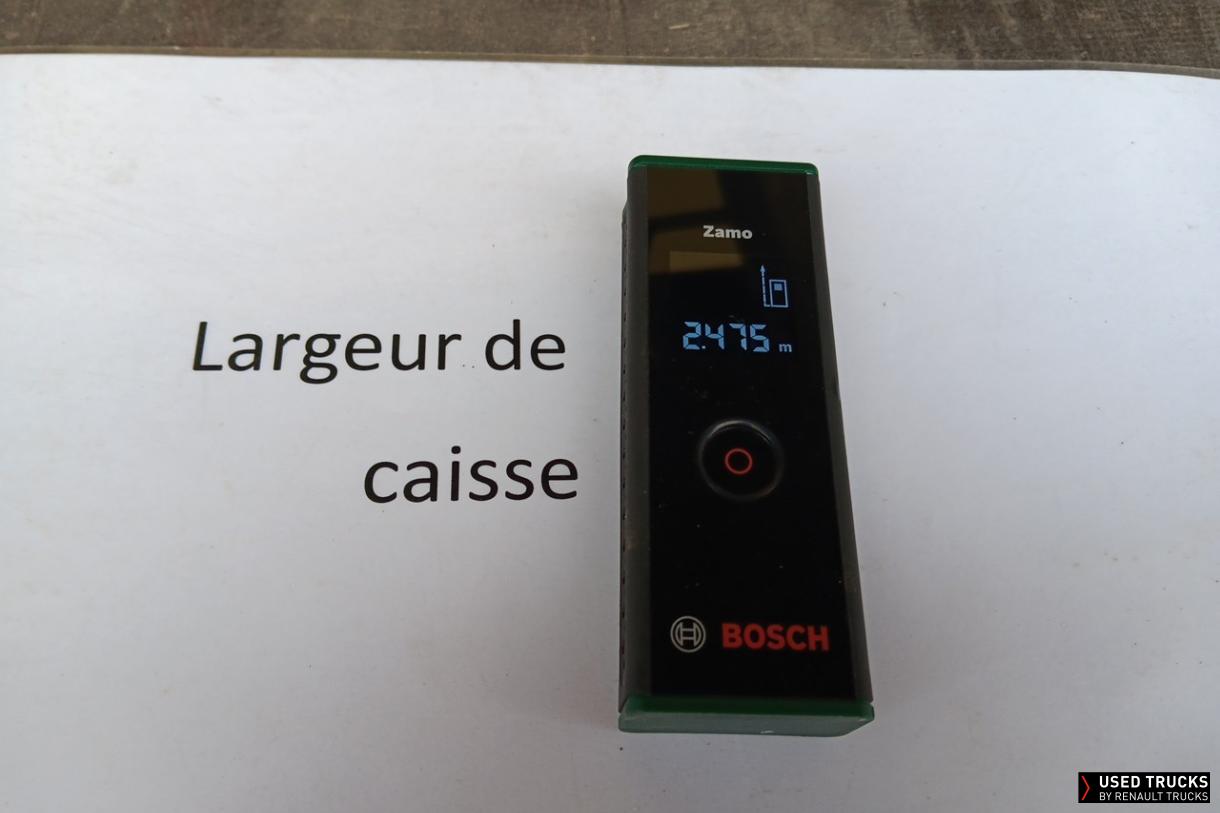 Largeur de
caisse
Zamo
2.475 m
BOSCH
USED TRUCKS
BY RENAULT TRUCKS